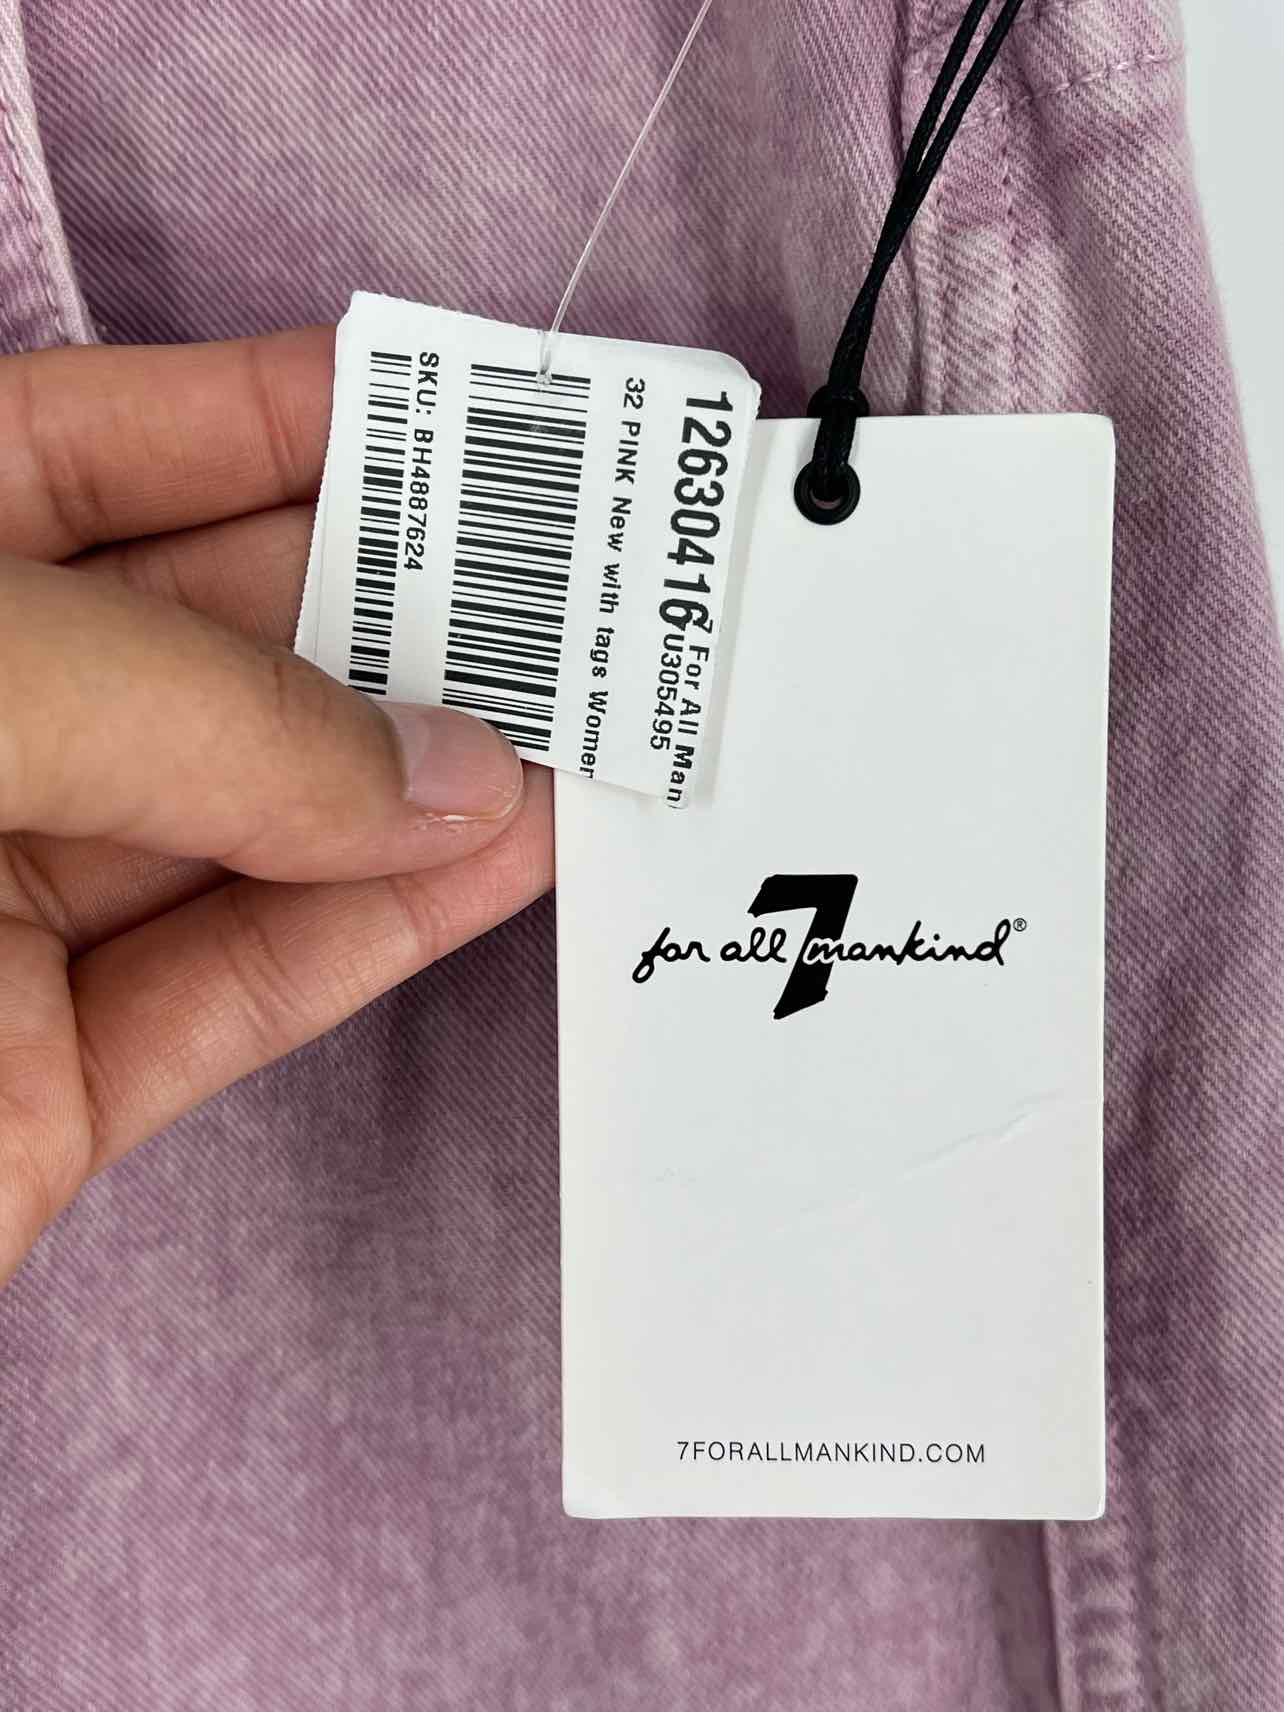 12630416
7 For All Man
U305495
32 PINK New with tags Women
SKU: BH4887624
for all 7 mankind®
7FORALLMANKIND.COM